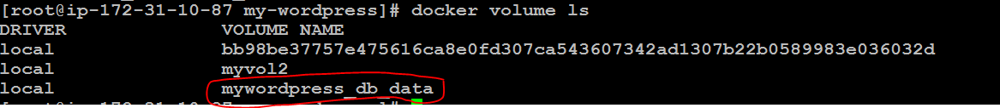 [root@ip-172-31-10-87 my-wordpress]# docker volume ls
DRIVER VOLUME NAME
local bb98be37757e475616ca8e0fd307ca543607342ad1307b22b0589983e036032d
local myvol2
local mywordpress_db_data